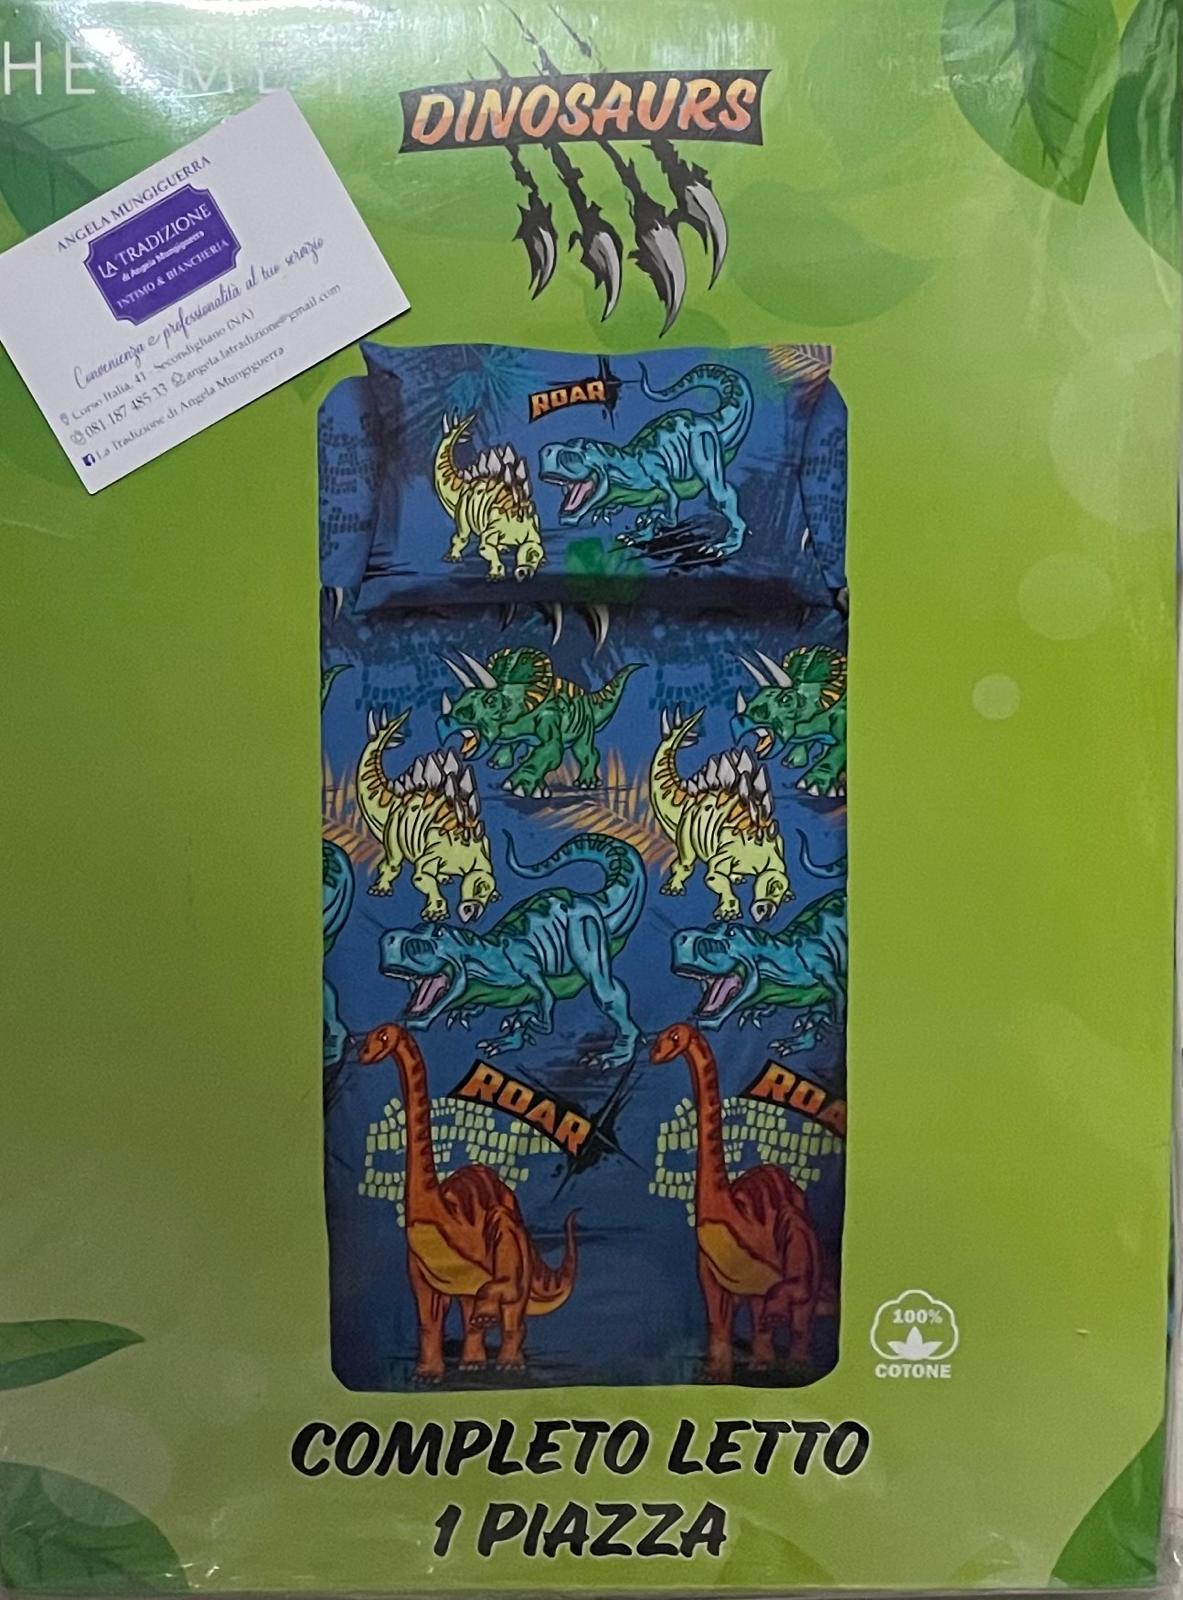 DINOSAURS
ANGELA MUNGIGUERRA
LA TRADIZIONE
di Angela Mungiguerra
INTIMO & BIANCHERIA
Convenienza e professionalità al tuo servizio
Corso Italia, 41 - Secondigliano (NA)
081 187 485 33 angela.latradizione@gmail.com
La Tradizione di Angela Mungiguerra
ROAR
ROAR
ROA
100%
COTONE
COMPLETO LETTO
1 PIAZZA